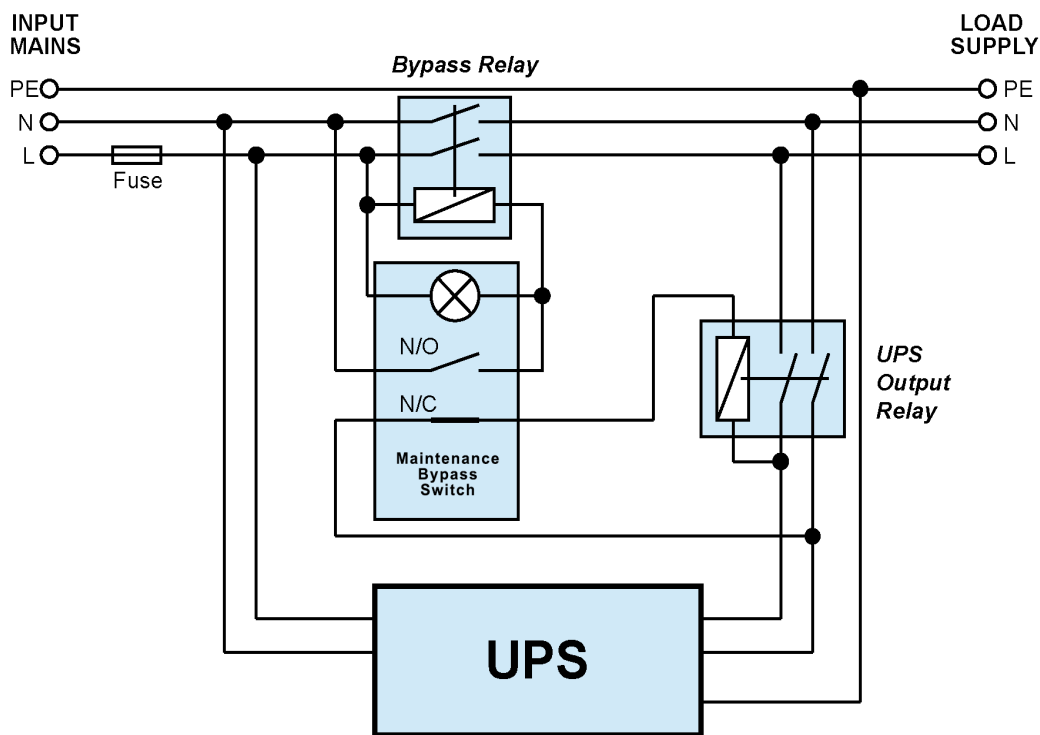 INPUT
MAINS
LOAD
SUPPLY
Bypass Relay
PE
PE
N
N
L
L
Fuse
N/O
UPS
Output
Relay
N/C
Maintenance
Bypass
Switch
UPS